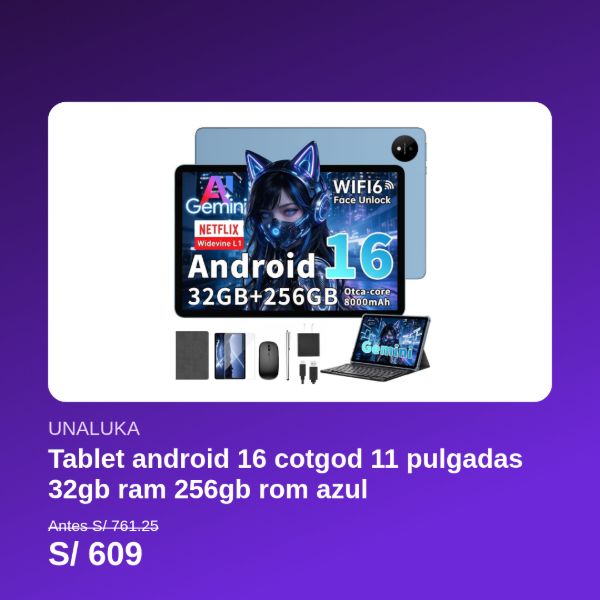 AI
Gemini
WIFI6
Face Unlock
NETFLIX
Widevine L1
Android 16
32GB+256GB
Otca-core
8000mAh
Gemini
UNALUKA
Tablet android 16 cotgod 11 pulgadas
32gb ram 256gb rom azul
Antes S/ 761.25
S/ 609